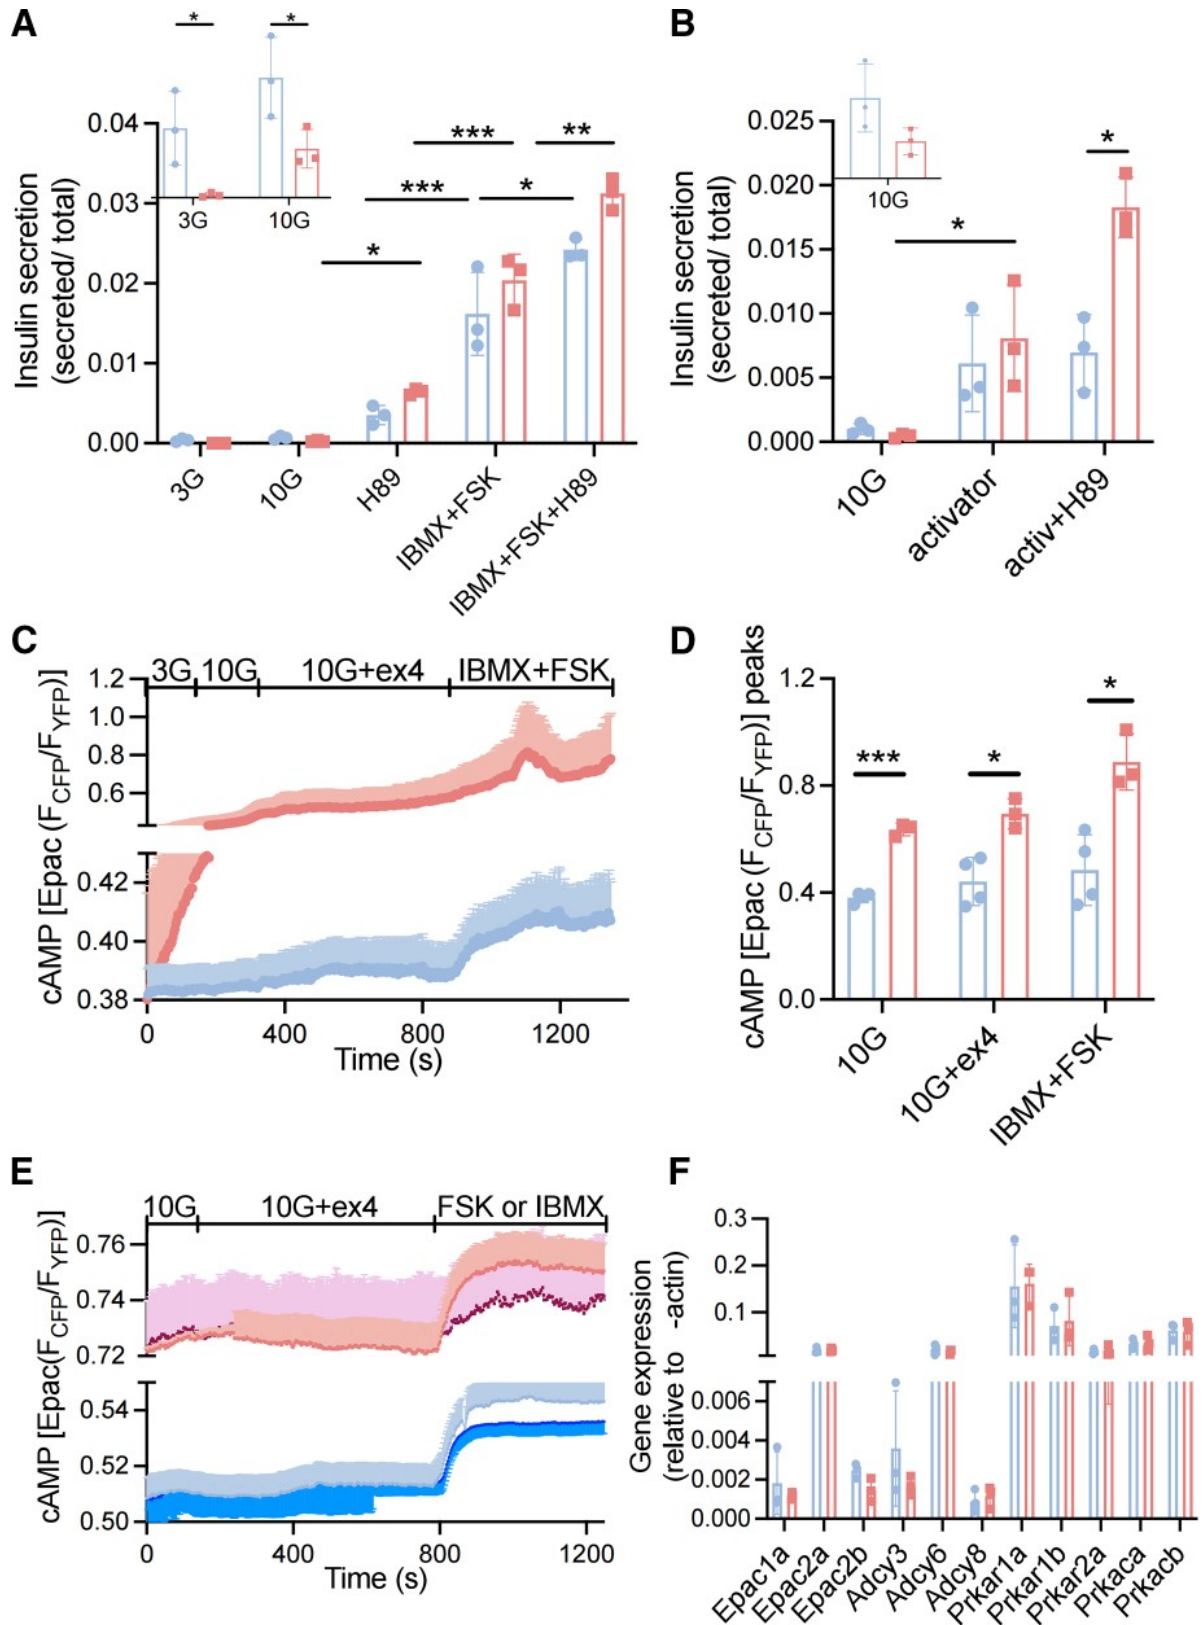 A
*
*
3G
10G
0.04
0.03
0.02
0.01
0.00
Insulin secretion
(secreted/ total)
*
***
***
*
**
3G
10G
H89
IBMX+FSK
IBMX+FSK+H89
B
10G
0.025
0.020
0.015
0.010
0.005
0.000
Insulin secretion
(secreted/ total)
*
*
10G
activator
activ+H89
C
3G
10G
10G+ex4
IBMX+FSK
1.2
1.0
0.8
0.6
0.42
0.40
0.38
cAMP [Epac (FCFP/FYFP)]
0
400
800
1200
Time (s)
D
cAMP [Epac (FCFP/FYFP)] peaks
1.2
0.8
0.4
0.0
***
*
*
10G
10G+ex4
IBMX+FSK
E
10G
10G+ex4
FSK or IBMX
0.76
0.74
0.72
0.54
0.52
0.50
cAMP [Epac(FCFP/FYFP)]
0
400
800
1200
Time (s)
F
Gene expression
(relative to -actin)
0.3
0.2
0.1
0.006
0.004
0.002
0.000
Epac1a
Epac2a
Epac2b
Adcy3
Adcy6
Adcy8
Prkar1a
Prkar1b
Prkar2a
Prkaca
Prkacb